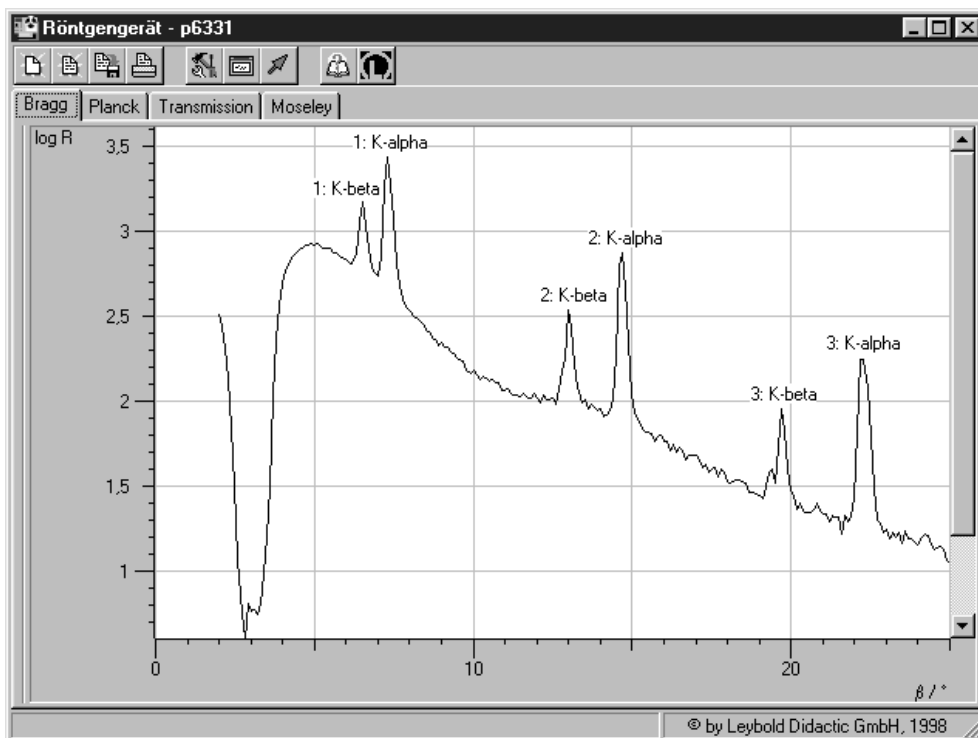 Röntgengerät - p6331
Bragg Planck Transmission Moseley
log R
3,5
1: K-alpha
1: K-beta
3
2: K-alpha
2: K-beta
2,5
3: K-alpha
3: K-beta
2
1,5
1
0 10 20
β / °
© by Leybold Didactic GmbH, 1998